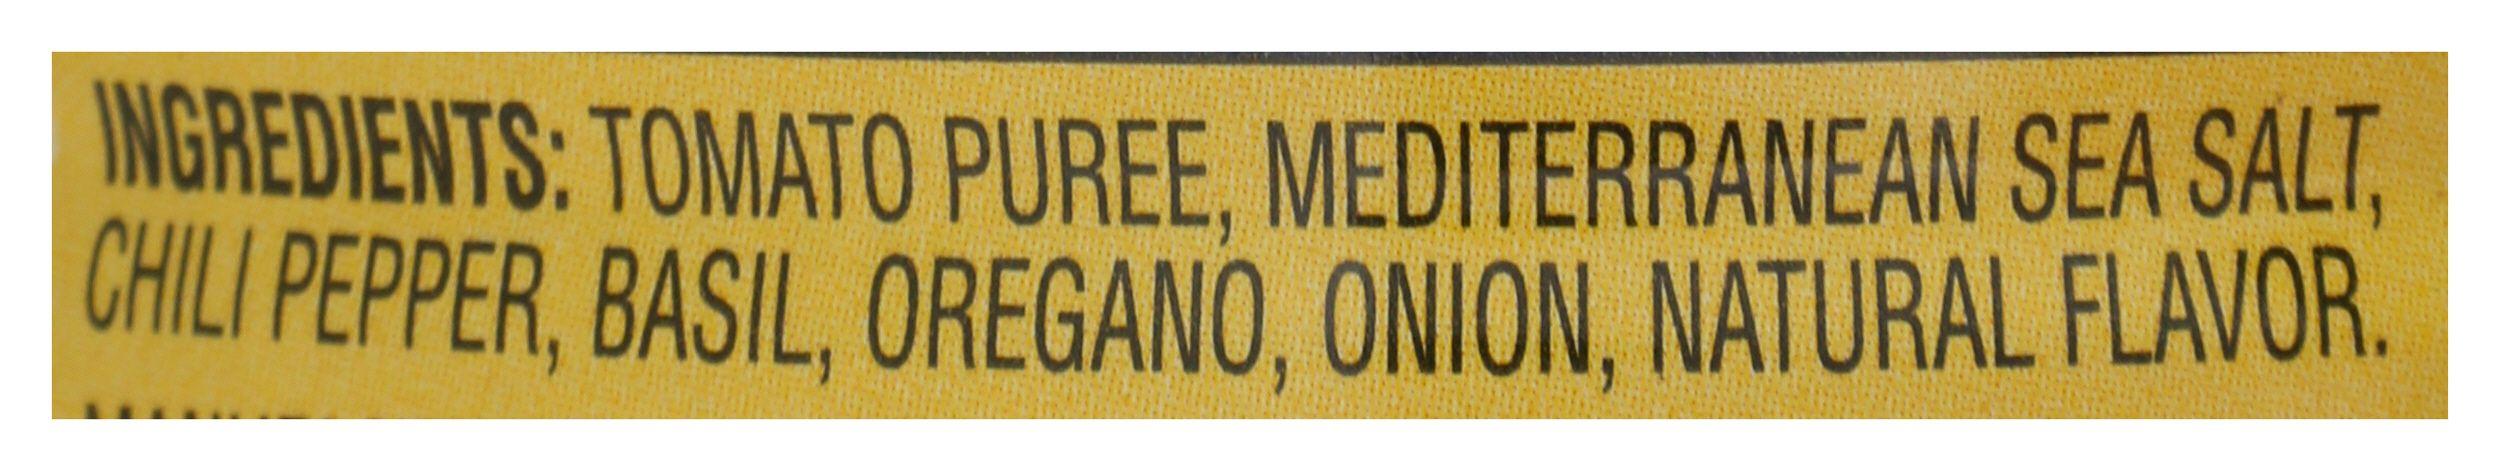 INGREDIENTS: TOMATO PUREE, MEDITERRANEAN SEA SALT,
CHILI PEPPER, BASIL, OREGANO, ONION, NATURAL FLAVOR.